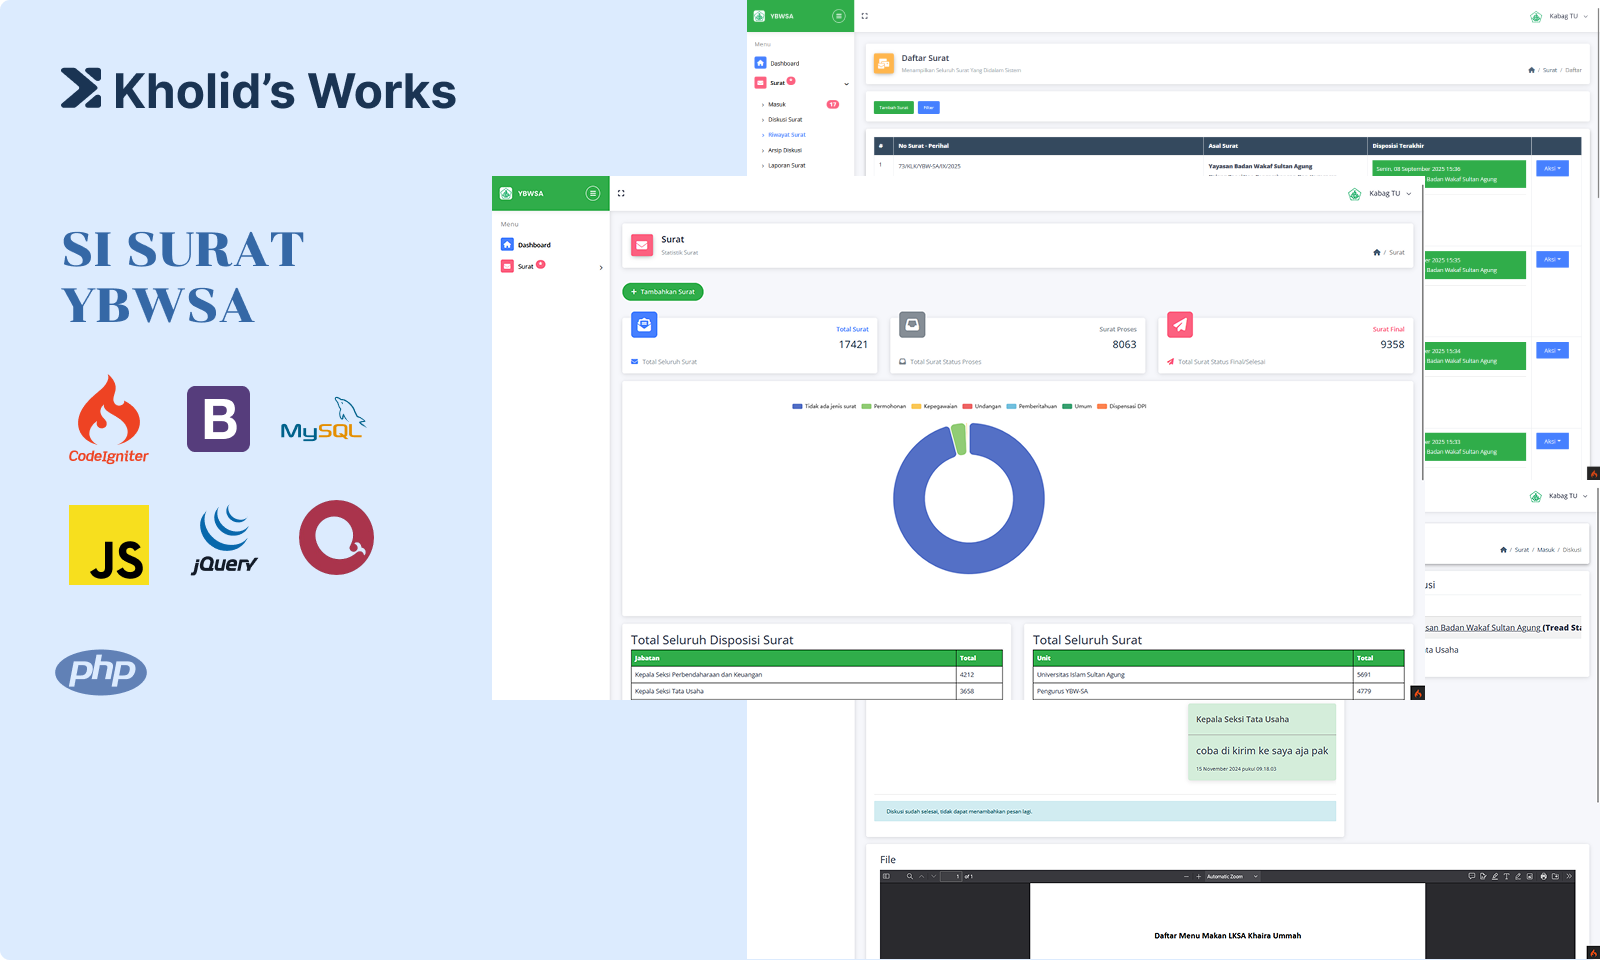 Kholid's Works
SI SURAT
YBWSA
CodeIgniter
B
MySQL
JS
jQuery
php
YBWSA
Kabag TU
Menu
Dashboard
Surat
Masuk
17
Diskusi Surat
Riwayat Surat
Arsip Diskusi
Laporan Surat
Daftar Surat
Menampilkan Seluruh Surat Yang Didalam Sistem
/ Surat / Daftar
Tambah Surat
Filter
# No Surat - Perihal Asal Surat Disposisi Terakhir
1 73/KLK/YBW-SA/IX/2025 Yayasan Badan Wakaf Sultan Agung Senin, 08 September 2025 15:36 Aksi
Badan Wakaf Sultan Agung
er 2025 15:35 Aksi
Badan Wakaf Sultan Agung
er 2025 15:34 Aksi
Badan Wakaf Sultan Agung
er 2025 15:33 Aksi
Badan Wakaf Sultan Agung
YBWSA
Kabag TU
Menu
Dashboard
Surat
Surat
Statistik Surat
/ Surat
+ Tambahkan Surat
Total Surat
17421
Total Seluruh Surat
Surat Proses
8063
Total Surat Status Proses
Surat Final
9358
Total Surat Status Final/Selesai
Tidak ada jenis surat Permohonan Kepegawaian Undangan Pemberitahuan Umum Dispensasi DPI
Total Seluruh Disposisi Surat
Jabatan Total
Kepala Seksi Perbendaharaan dan Keuangan 4212
Kepala Seksi Tata Usaha 3658
Total Seluruh Surat
Unit Total
Universitas Islam Sultan Agung 5691
Pengurus YBW-SA 4779
Kabag TU
/ Surat / Masuk / Diskusi
usi
san Badan Wakaf Sultan Agung (Tread Sta
ata Usaha
Kepala Seksi Tata Usaha
coba di kirim ke saya aja pak
15 November 2024 pukul 09.18.03
Diskusi sudah selesai, tidak dapat menambahkan pesan lagi.
File
1 of 1
Automatic Zoom
Daftar Menu Makan LKSA Khaira Ummah